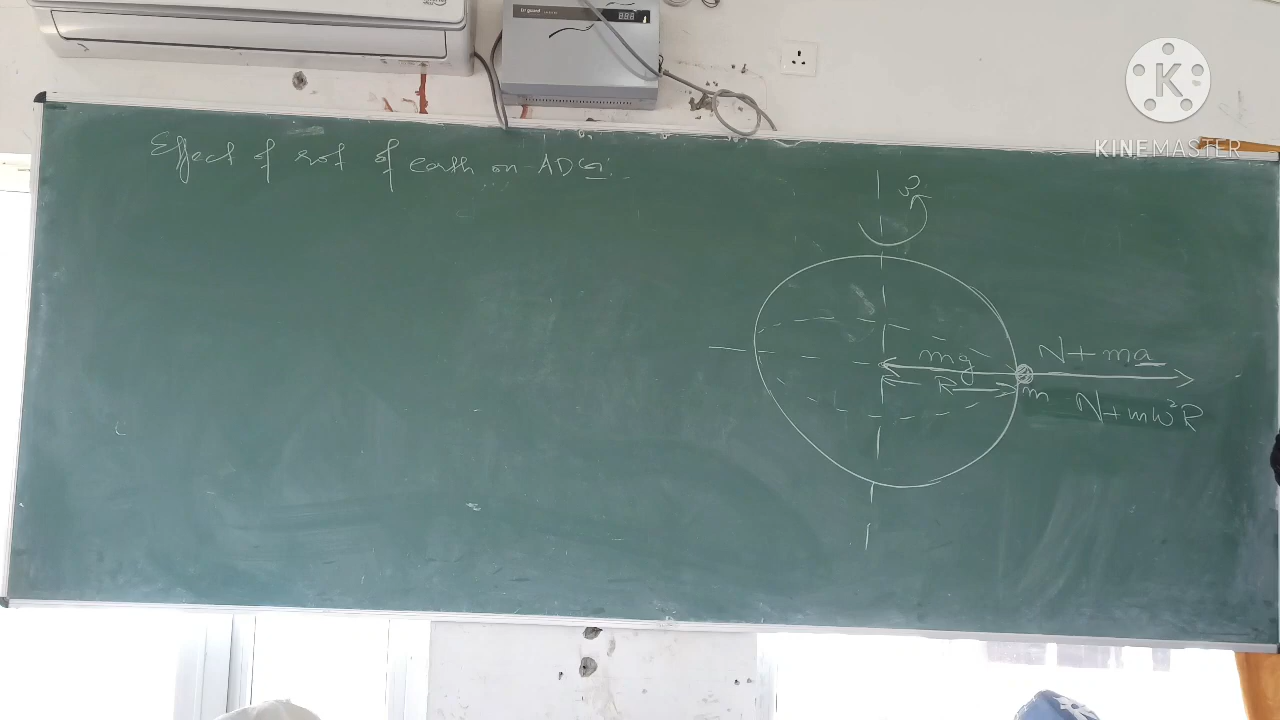 Effect of rot of earth on ADG:
ω
mg
N + ma
R
m
N+mω²R
K
KINEMASTER